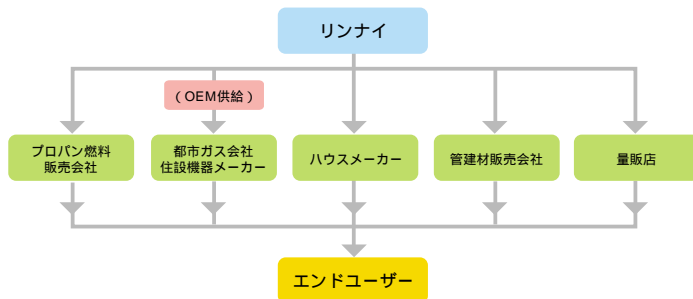 リンナイ
（OEM供給）
プロパン燃料
販売会社
都市ガス会社
住設機器メーカー
ハウスメーカー
管建材販売会社
量販店
エンドユーザー